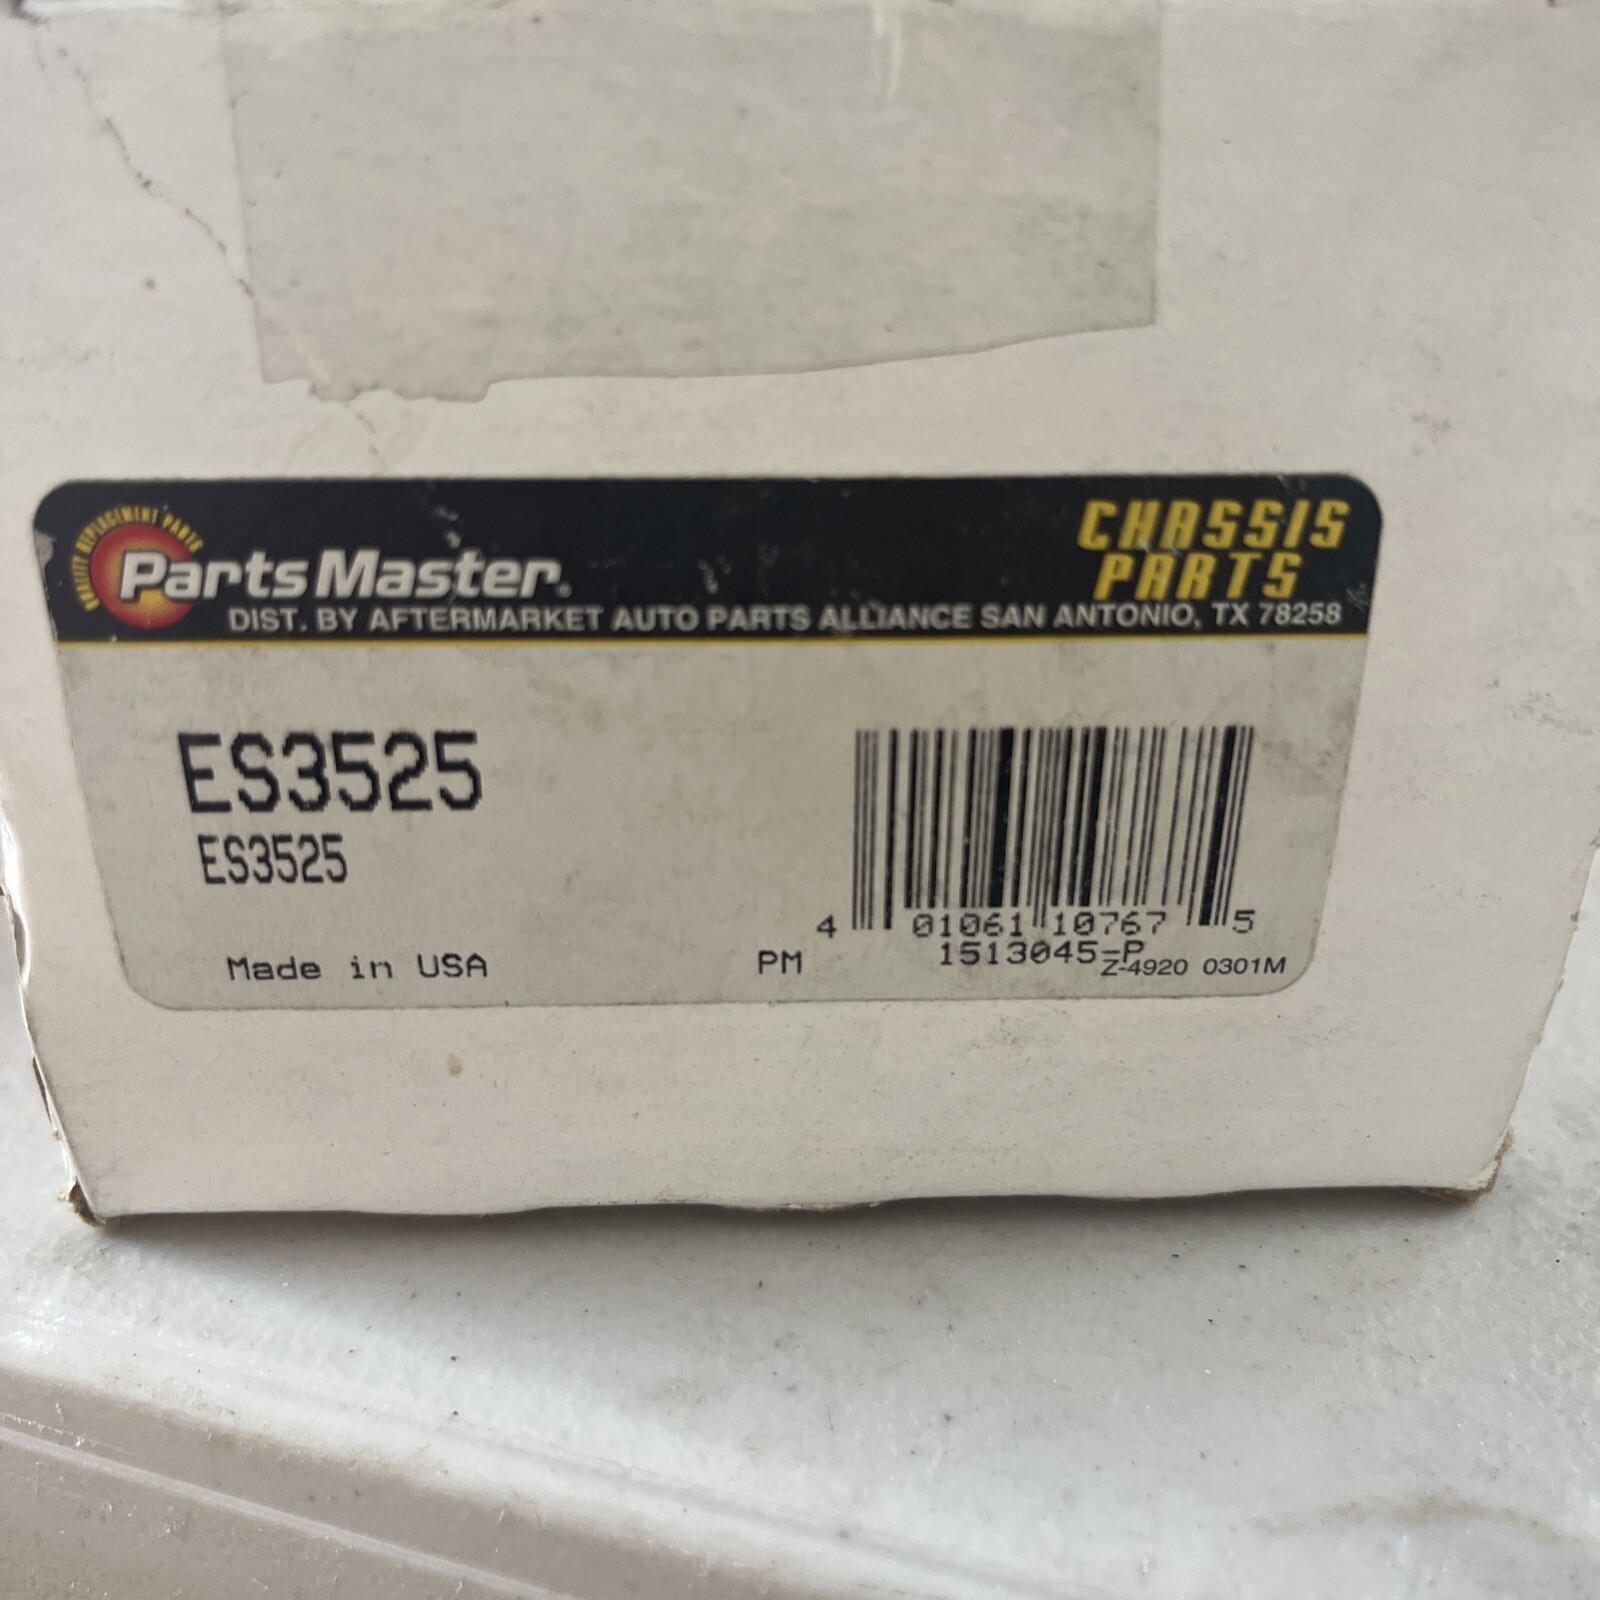 QUALITY REPLACEMENT PARTS
Parts Master®
CHASSIS
PARTS
DIST. BY AFTERMARKET AUTO PARTS ALLIANCE SAN ANTONIO, TX 78258
ES3525
ES3525
4 01061 10767 5
Made in USA
PM
1513045-P
Z-4920 0301M